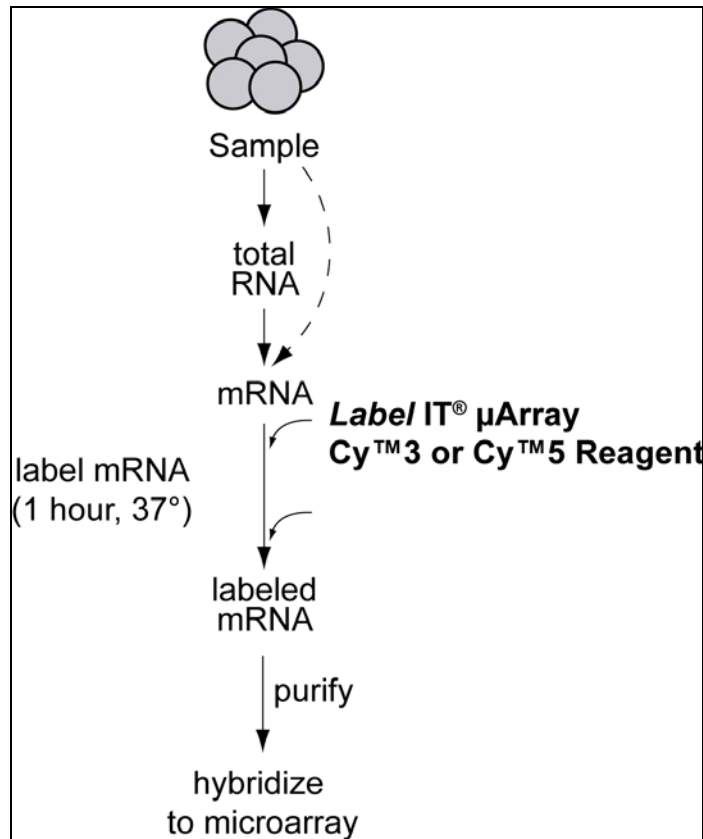 Sample
total
RNA
mRNA
Label IT® µArray
Cy™3 or Cy™5 Reagent
label mRNA
(1 hour, 37°)
labeled
mRNA
purify
hybridize
to microarray